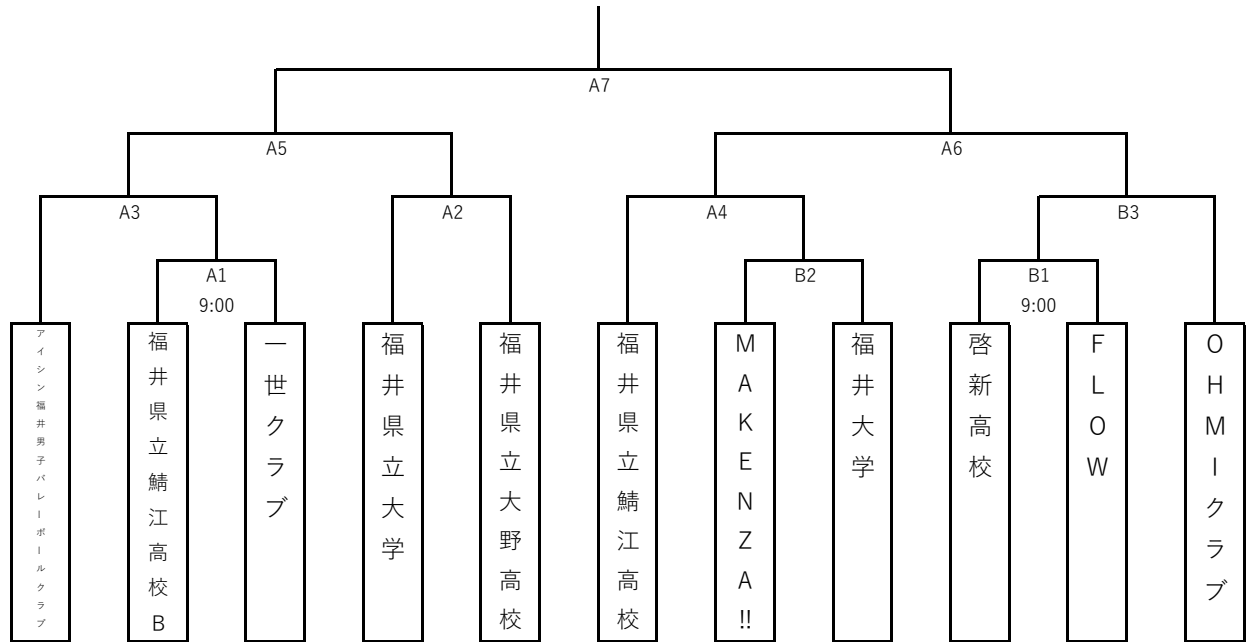 A7
A5
A6
A3
A2
A4
B3
A1
9:00
B2
B1
9:00
アイシン福井男子バレーボールクラブ
福井県立鯖江高校B
一世クラブ
福井県立大学
福井県立大野高校
福井県立鯖江高校
MAKENZA!!
福井大学
啓新高校
FLOW
OHMIクラブ